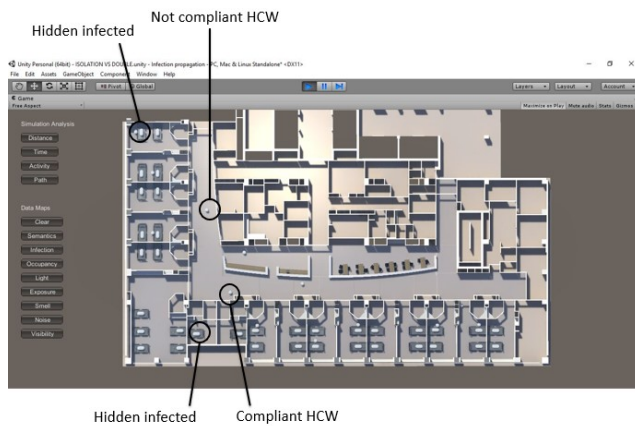 Not compliant HCW
Hidden infected
Unity Personal (64bit) - ISOLATION VS DOUBLE.unity - Infection propagation - PC, Mac & Linux Standalone* <DX11>
File Edit Assets GameObject Component Window Help
Pivot Global Layers Layout Account
Game
Free Aspect Maximize on Play Mute audio Stats Gizmos
Simulation Analysis
Distance
Time
Activity
Path
Data Maps
Clear
Semantics
Infection
Occupancy
Light
Exposure
Smell
Noise
Visibility
Hidden infected Compliant HCW